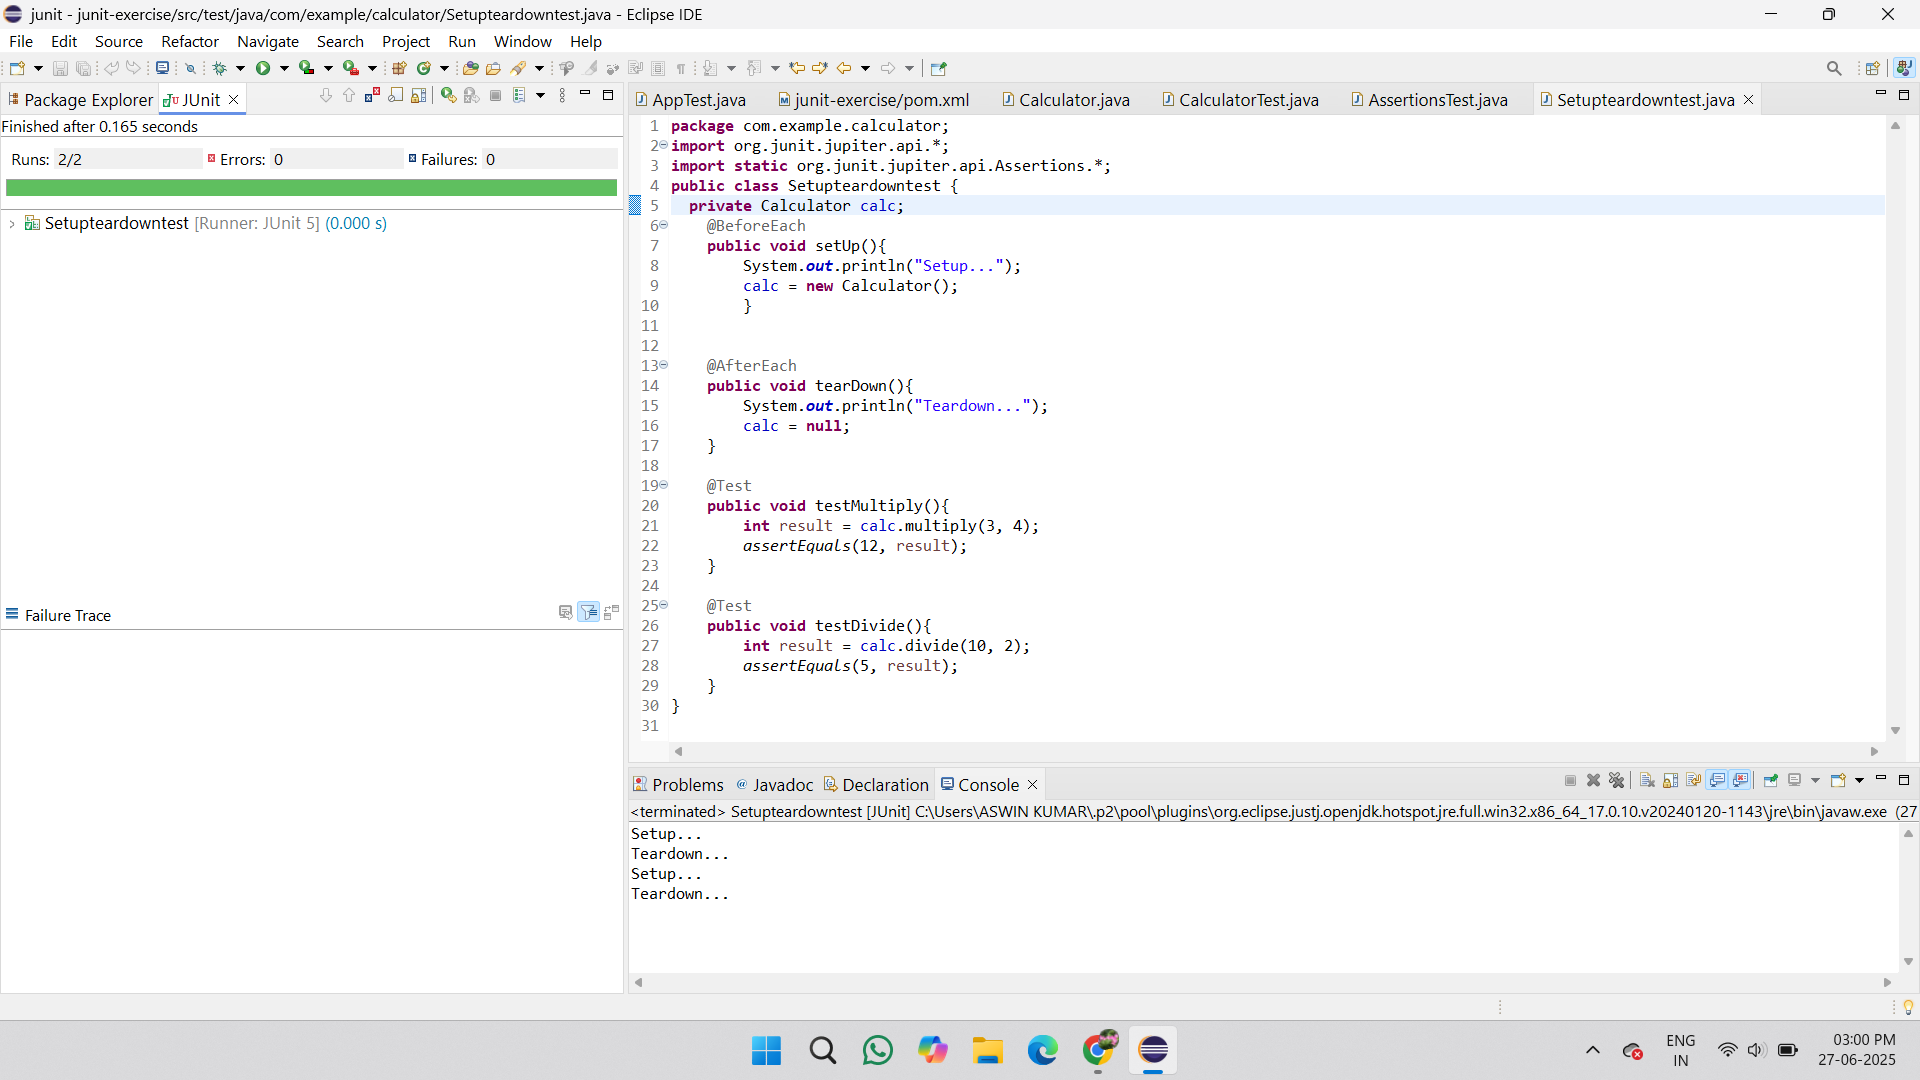 junit - junit-exercise/src/test/java/com/example/calculator/Setupteardowntest.java - Eclipse IDE
File Edit Source Refactor Navigate Search Project Run Window Help
Package Explorer JUnit
Finished after 0.165 seconds
Runs: 2/2 Errors: 0 Failures: 0
Setupteardowntest [Runner: JUnit 5] (0.000 s)
Failure Trace
AppTest.java junit-exercise/pom.xml Calculator.java CalculatorTest.java AssertionsTest.java Setupteardowntest.java
1 package com.example.calculator;
2 import org.junit.jupiter.api.*;
3 import static org.junit.jupiter.api.Assertions.*;
4 public class Setupteardowntest {
5 private Calculator calc;
6 @BeforeEach
7 public void setUp(){
8 System.out.println("Setup...");
9 calc = new Calculator();
10 }
11
12
13 @AfterEach
14 public void tearDown(){
15 System.out.println("Teardown...");
16 calc = null;
17 }
18
19 @Test
20 public void testMultiply(){
21 int result = calc.multiply(3, 4);
22 assertEquals(12, result);
23 }
24
25 @Test
26 public void testDivide(){
27 int result = calc.divide(10, 2);
28 assertEquals(5, result);
29 }
30 }
31
Problems Javadoc Declaration Console
<terminated> Setupteardowntest [JUnit] C:\Users\ASWIN KUMAR\.p2\pool\plugins\org.eclipse.justj.openjdk.hotspot.jre.full.win32.x86_64_17.0.10.v20240120-1143\jre\bin\javaw.exe (27
Setup...
Teardown...
Setup...
Teardown...
ENG
IN
03:00 PM
27-06-2025